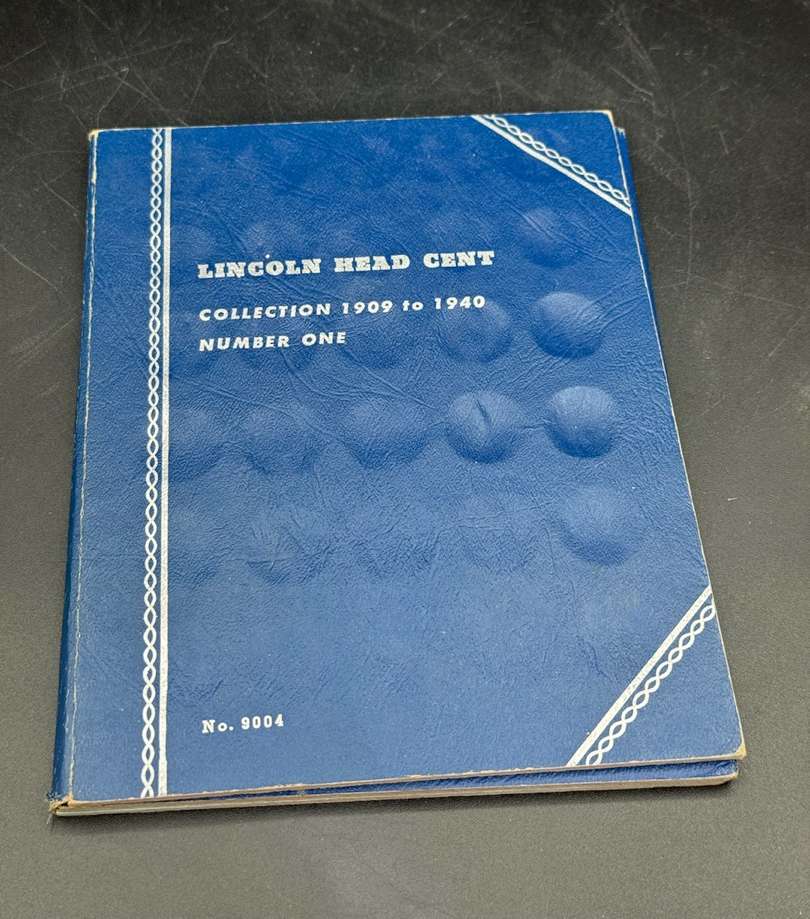 LINCOLN HEAD CENT
COLLECTION 1909 to 1940
NUMBER ONE
No. 9004